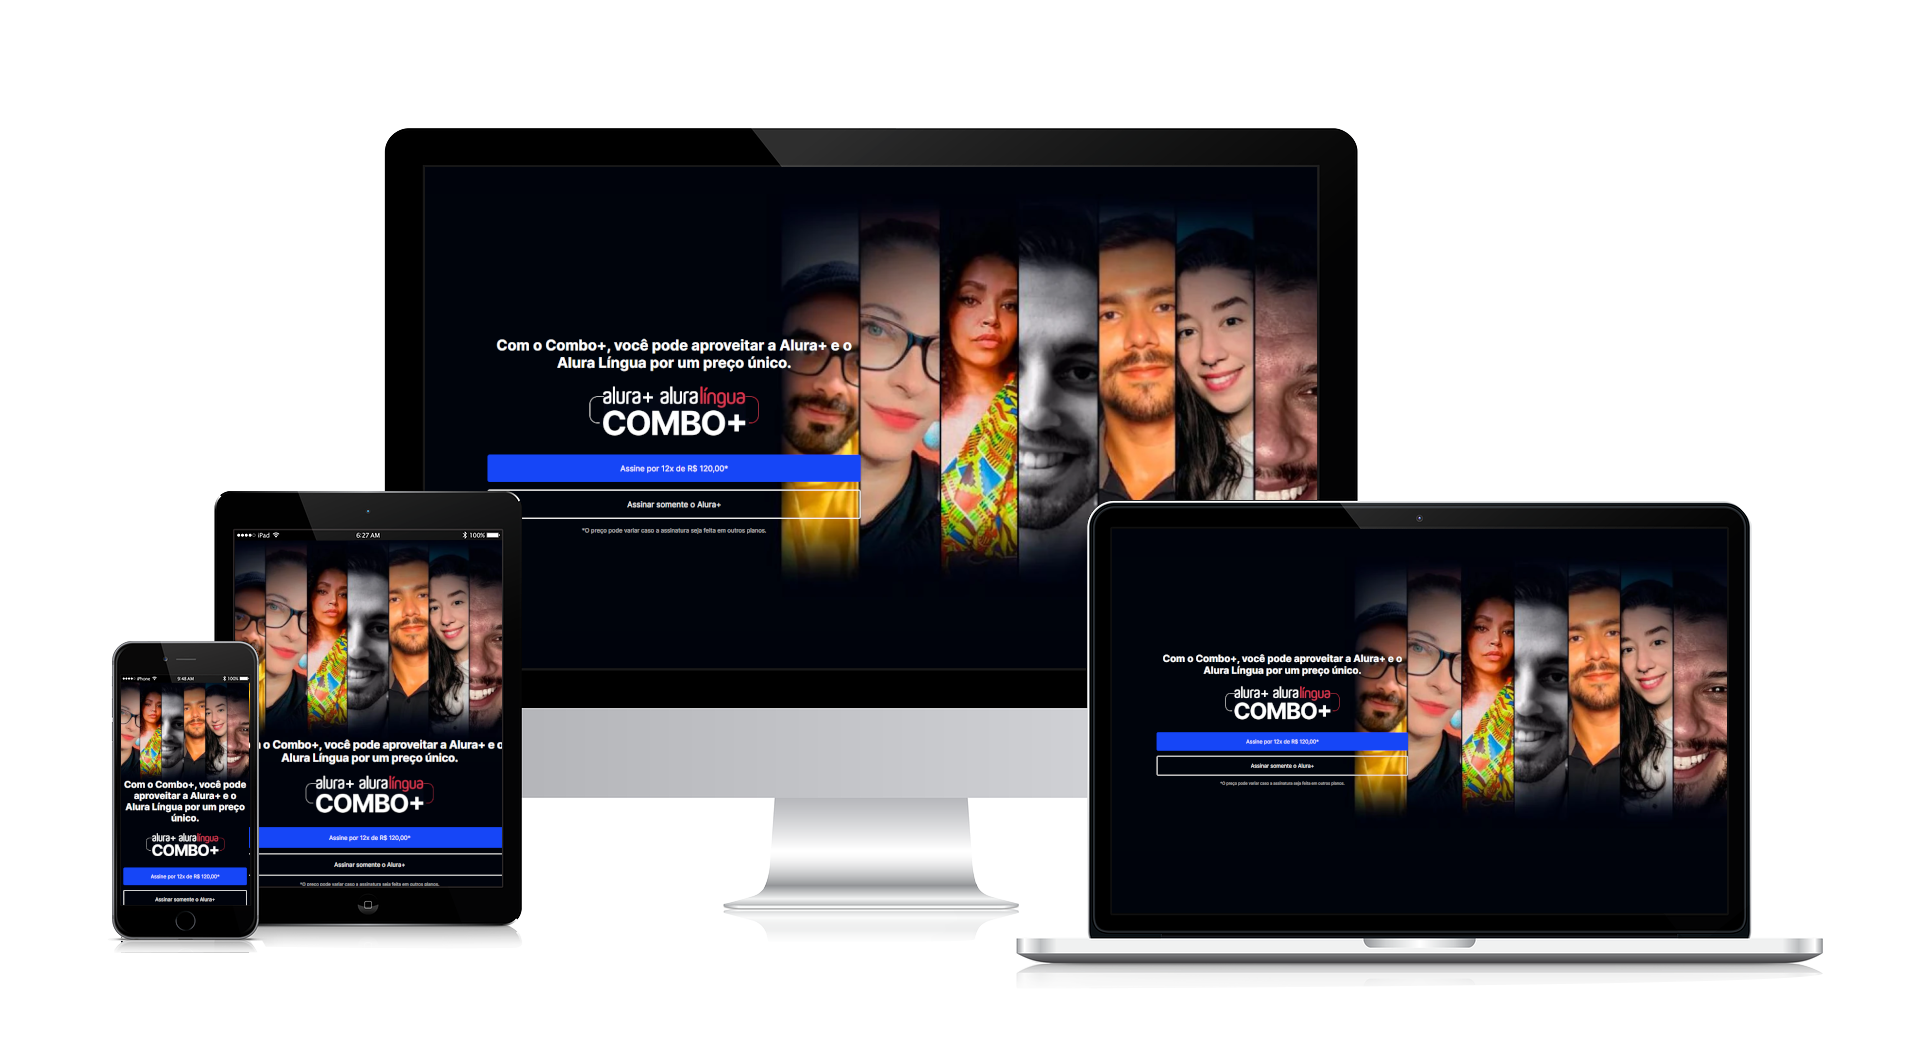 Com o Combo+, você pode aproveitar a Alura+ e o
Alura Língua por um preço único.
alura+ aluralíngua
COMBO+
Assine por 12x de R$ 120,00*
Assinar somente o Alura+
*O preço pode variar caso a assinatura seja feita em outros planos.
iPad 6:27 AM 100%
o Combo+, você pode aproveitar a Alura+ e o
Alura Língua por um preço único.
alura+ aluralíngua
COMBO+
Assine por 12x de R$ 120,00*
Assinar somente o Alura+
*O preço pode variar caso a assinatura seja feita em outros planos.
iPhone 9:48 AM 100%
Com o Combo+, você pode
aproveitar a Alura+ e o
Alura Língua por um preço
único.
alura+ aluralíngua
COMBO+
Assine por 12x de R$ 120,00*
Assinar somente o Alura+
Com o Combo+, você pode aproveitar a Alura+ e o
Alura Língua por um preço único.
alura+ aluralíngua
COMBO+
Assine por 12x de R$ 120,00*
Assinar somente o Alura+
*O preço pode variar caso a assinatura seja feita em outros planos.